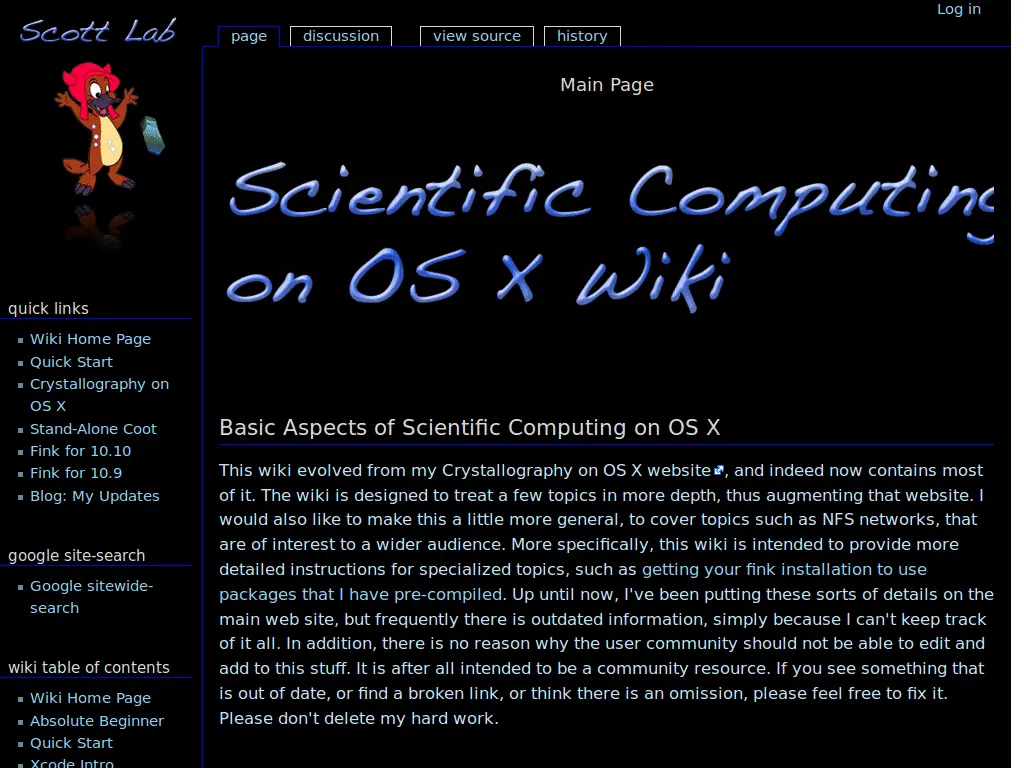 Log in
Scott Lab
page
discussion
view source
history
Main Page
Scientific Computing
on OS X Wiki
quick links
Wiki Home Page
Quick Start
Crystallography on
OS X
Stand-Alone Coot
Fink for 10.10
Fink for 10.9
Blog: My Updates
google site-search
Google sitewide-
search
wiki table of contents
Wiki Home Page
Absolute Beginner
Quick Start
Xcode Intro
Basic Aspects of Scientific Computing on OS X
This wiki evolved from my Crystallography on OS X website, and indeed now contains most
of it. The wiki is designed to treat a few topics in more depth, thus augmenting that website. I
would also like to make this a little more general, to cover topics such as NFS networks, that
are of interest to a wider audience. More specifically, this wiki is intended to provide more
detailed instructions for specialized topics, such as getting your fink installation to use
packages that I have pre-compiled. Up until now, I've been putting these sorts of details on the
main web site, but frequently there is outdated information, simply because I can't keep track
of it all. In addition, there is no reason why the user community should not be able to edit and
add to this stuff. It is after all intended to be a community resource. If you see something that
is out of date, or find a broken link, or think there is an omission, please feel free to fix it.
Please don't delete my hard work.